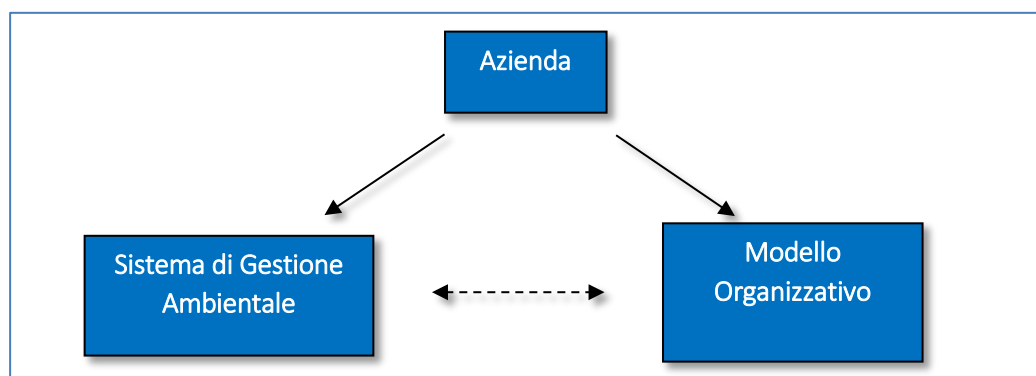 Azienda
Sistema di Gestione
Ambientale
Modello
Organizzativo